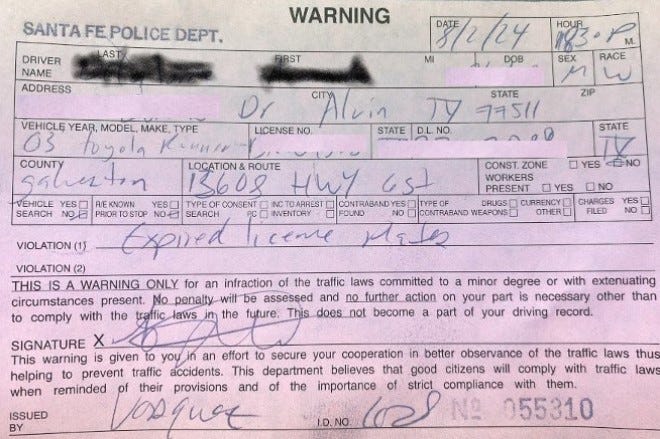 WARNING
SANTA FE POLICE DEPT.
DATE 8/2/24 HOUR M.
DRIVER NAME LAST FIRST MI DOB SEX M RACE W
ADDRESS CITY STATE ZIP
Dr Alvin TX 77511
VEHICLE YEAR, MODEL, MAKE, TYPE LICENSE NO. STATE D.L. NO. STATE
03 Toyota TX
COUNTY LOCATION & ROUTE CONST. ZONE YES NO
Galveston 13608 HWY 6 WORKERS PRESENT YES NO
VEHICLE SEARCH YES NO R/E KNOWN PRIOR TO STOP YES NO TYPE OF CONSENT SEARCH PC INC TO ARREST INVENTORY CONTRABAND FOUND YES NO TYPE OF CONTRABAND DRUGS WEAPONS CURRENCY OTHER CHARGES FILED YES NO
VIOLATION (1) Expired license plates
VIOLATION (2)
THIS IS A WARNING ONLY for an infraction of the traffic laws committed to a minor degree or with extenuating
circumstances present. No penalty will be assessed and no further action on your part is necessary other than
to comply with the traffic laws in the future. This does not become a part of your driving record.
SIGNATURE X
This warning is given to you in an effort to secure your cooperation in better observance of the traffic laws thus
helping to prevent traffic accidents. This department believes that good citizens will comply with traffic laws
when reminded of their provisions and of the importance of strict compliance with them.
ISSUED BY Vasquez I.D. NO. 608 No 055310